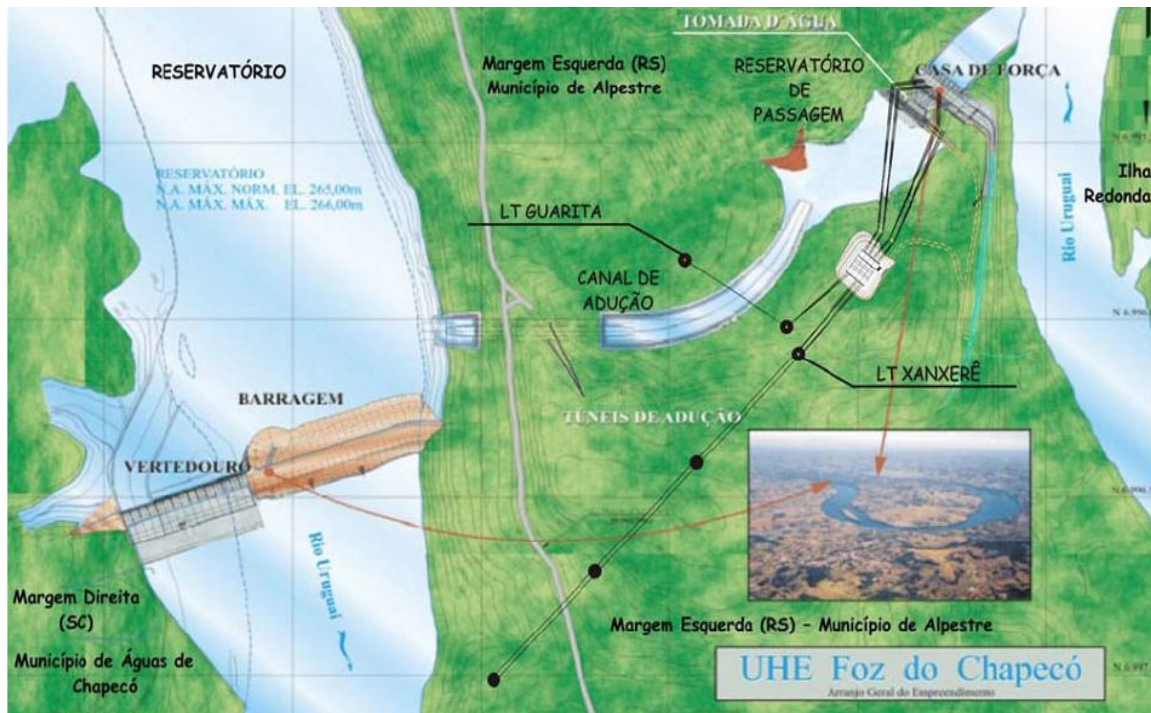 TOMADA D'ÁGUA
RESERVATÓRIO
Margem Esquerda (RS)
Município de Alpestre
RESERVATÓRIO
DE
PASSAGEM
CASA DE FORÇA
RESERVATÓRIO
N.A. MÁX. NORM. EL. 265,00m
N.A. MÁX. MÁX. EL. 266,00m
Ilha
Redonda
Rio Uruguai
LT GUARITA
CANAL DE
ADUÇÃO
LT XANXERÊ
BARRAGEM
TÚNEIS DE ADUÇÃO
VERTEDOURO
Rio Uruguai
Margem Direita
(SC)
Município de Águas de
Chapecó
Margem Esquerda (RS) - Município de Alpestre
UHE Foz do Chapecó
Arranjo Geral do Empreendimento